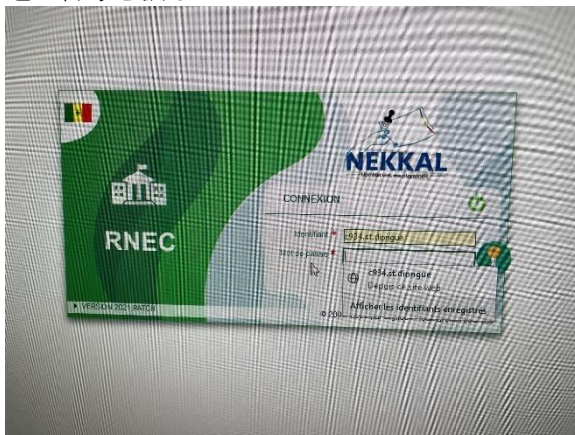 NEKKAL
CONNEXION
RNEC
Identifiant * c934.st.diongue
Mot de passe *
c934.st.diongue
Depuis ce site web
Afficher les identifiants enregistrés
VERSION 2021 PATCH